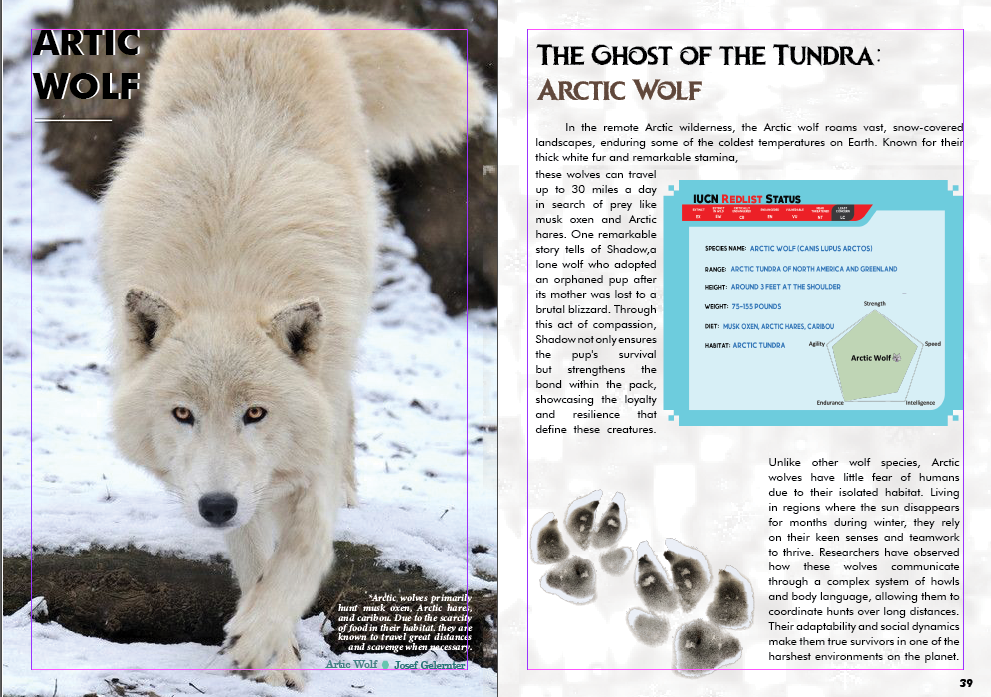 ARTIC
WOLF
"Arctic wolves primarily
hunt musk oxen, Arctic hares,
and caribou. Due to the scarcity
of food in their habitat, they are
known to travel great distances
and scavenge when necessary.
Artic Wolf Josef Gelernter
THE GHOST OF THE TUNDRA:
ARCTIC WOLF
In the remote Arctic wilderness, the Arctic wolf roams vast, snow-covered
landscapes, enduring some of the coldest temperatures on Earth. Known for their
thick white fur and remarkable stamina,
these wolves can travel
up to 30 miles a day
in search of prey like
musk oxen and Arctic
hares. One remarkable
story tells of Shadow,a
lone wolf who adopted
an orphaned pup after
its mother was lost to a
brutal blizzard. Through
this act of compassion,
Shadow not only ensures
the pup's survival
but strengthens the
bond within the pack,
showcasing the loyalty
and resilience that
define these creatures.
IUCN REDLIST STATUS
EXTINCT EXTINCT IN WILD CRITICALLY ENDANGERED ENDANGERED VULNERABLE NEAR THREATENED LEAST CONCERN
EX EW CR EN VU NT LC
SPECIES NAME: ARCTIC WOLF (CANIS LUPUS ARCTOS)
RANGE: ARCTIC TUNDRA OF NORTH AMERICA AND GREENLAND
HEIGHT: AROUND 3 FEET AT THE SHOULDER
WEIGHT: 75-155 POUNDS
DIET: MUSK OXEN, ARCTIC HARES, CARIBOU
HABITAT: ARCTIC TUNDRA
Strength
Agility
Speed
Arctic Wolf
Endurance
Intelligence
Unlike other wolf species, Arctic
wolves have little fear of humans
due to their isolated habitat. Living
in regions where the sun disappears
for months during winter, they rely
on their keen senses and teamwork
to thrive. Researchers have observed
how these wolves communicate
through a complex system of howls
and body language, allowing them to
coordinate hunts over long distances.
Their adaptability and social dynamics
make them true survivors in one of the
harshest environments on the planet.
39